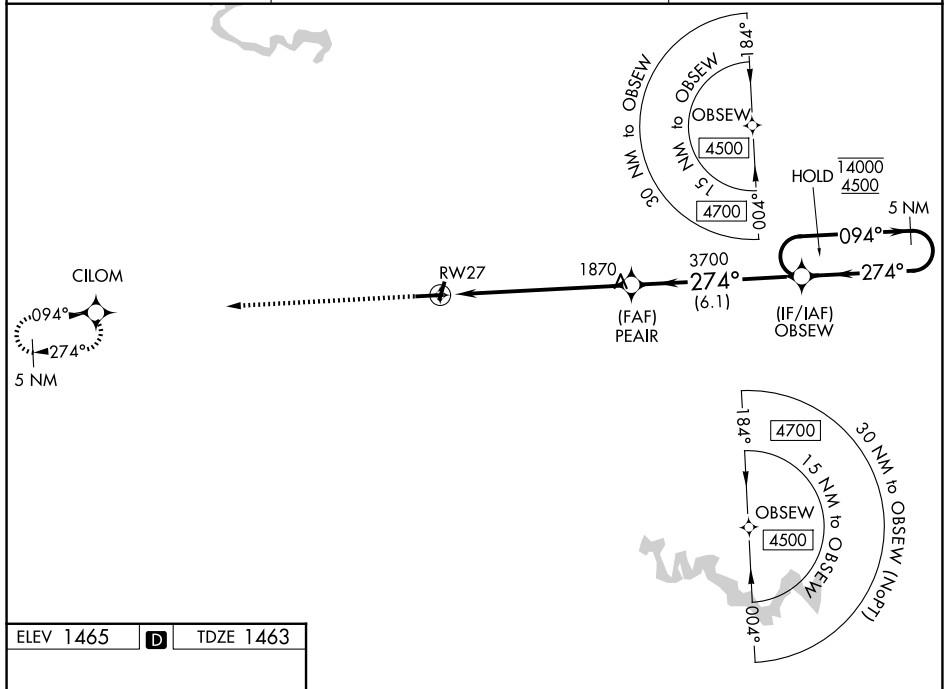 184°
30 NM to OBSEW
15 NM to OBSEW
OBSEW
4500
4700
004°
HOLD
14000
4500
5 NM
094°
274°
3700
274°
(6.1)
1870
(IF/IAF)
OBSEW
(FAF)
PEAIR
RW27
CILOM
094°
274°
5 NM
184°
4700
30 NM to OBSEW (NoPT)
15 NM to OBSEW
OBSEW
4500
004°
ELEV 1465 D TDZE 1463